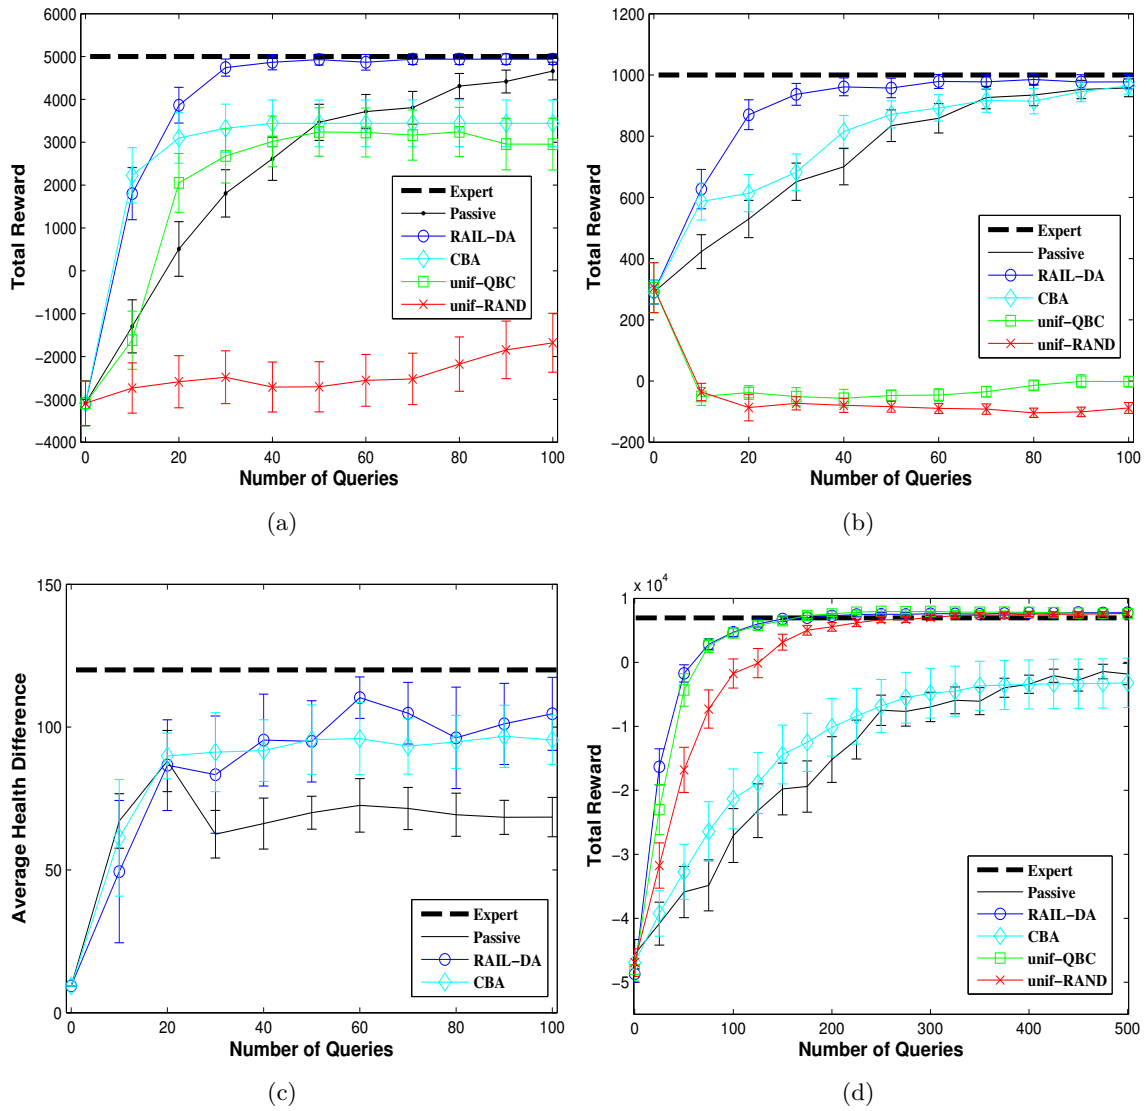 6000
5000
4000
3000
2000
1000
0
−1000
−2000
−3000
−4000
0 20 40 60 80 100
Number of Queries
Total Reward
Expert
Passive
RAIL−DA
CBA
unif−QBC
unif−RAND
(a)
1200
1000
800
600
400
200
0
−200
0 20 40 60 80 100
Number of Queries
Total Reward
Expert
Passive
RAIL−DA
CBA
unif−QBC
unif−RAND
(b)
150
100
50
0
0 20 40 60 80 100
Number of Queries
Average Health Difference
Expert
Passive
RAIL−DA
CBA
(c)
x 10⁴
1
0
−1
−2
−3
−4
−5
0 100 200 300 400 500
Number of Queries
Total Reward
Expert
Passive
RAIL−DA
CBA
unif−QBC
unif−RAND
(d)